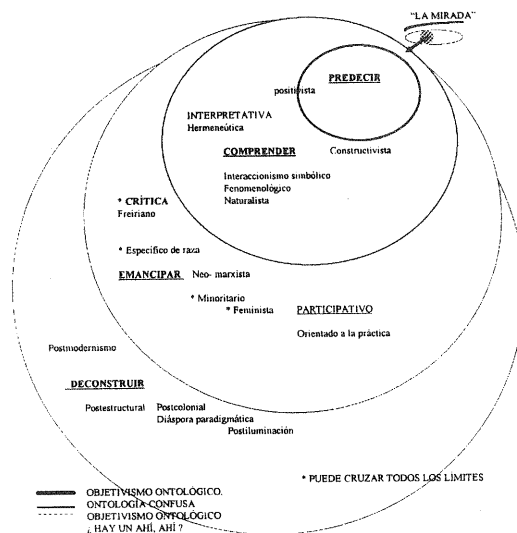 "LA MIRADA"
PREDECIR
positivista
INTERPRETATIVA
Hermeneútica
COMPRENDER
Constructivista
Interaccionismo simbólico
Fenomenológico
Naturalista
* CRÍTICA
Freiriano
* Específico de raza
EMANCIPAR Neo- marxista
* Minoritario
* Feminista
PARTICIPATIVO
Orientado a la práctica
Postmodernismo
DECONSTRUIR
Postestructural Postcolonial
Diáspora paradigmática
Postiluminación
* PUEDE CRUZAR TODOS LOS LÍMITES
OBJETIVISMO ONTOLÓGICO.
ONTOLOGÍA CONFUSA
OBJETIVISMO ONTOLÓGICO
¿ HAY UN AHÍ, AHÍ ?